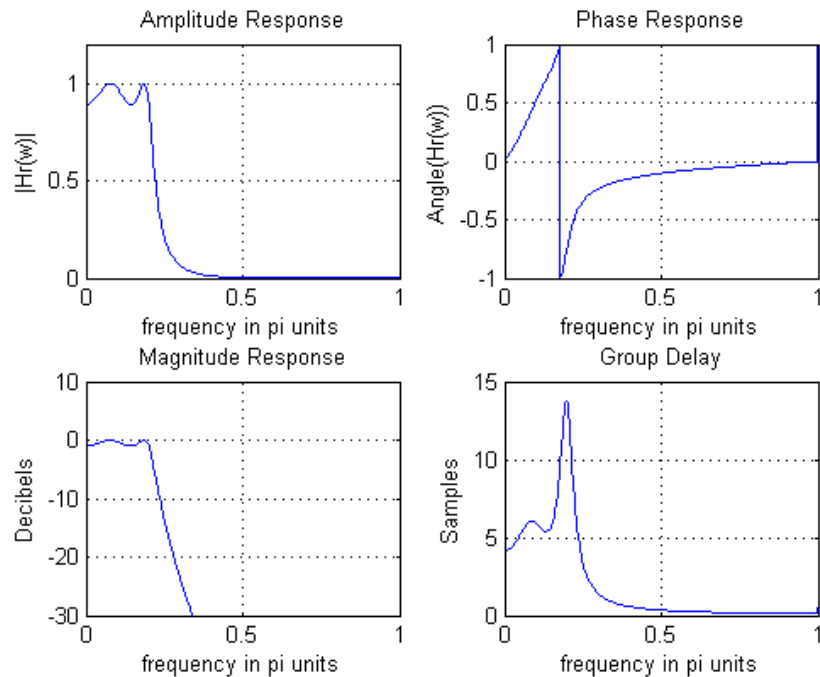 Amplitude Response
|Hr(w)|
1
0.5
0
0
0.5
1
frequency in pi units
Phase Response
Angle(Hr(w))
1
0.5
0
-0.5
-1
0
0.5
1
frequency in pi units
Magnitude Response
Decibels
10
0
-10
-20
-30
0
0.5
1
frequency in pi units
Group Delay
Samples
15
10
5
0
0
0.5
1
frequency in pi units